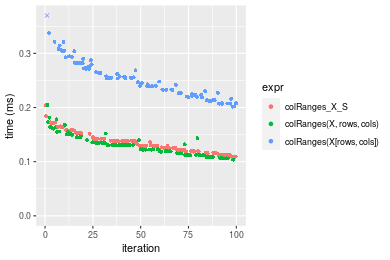 0.3
0.2
0.1
0.0
time (ms)
0
25
50
75
100
iteration
expr
colRanges_X_S
colRanges(X, rows, cols)
colRanges(X[rows, cols])